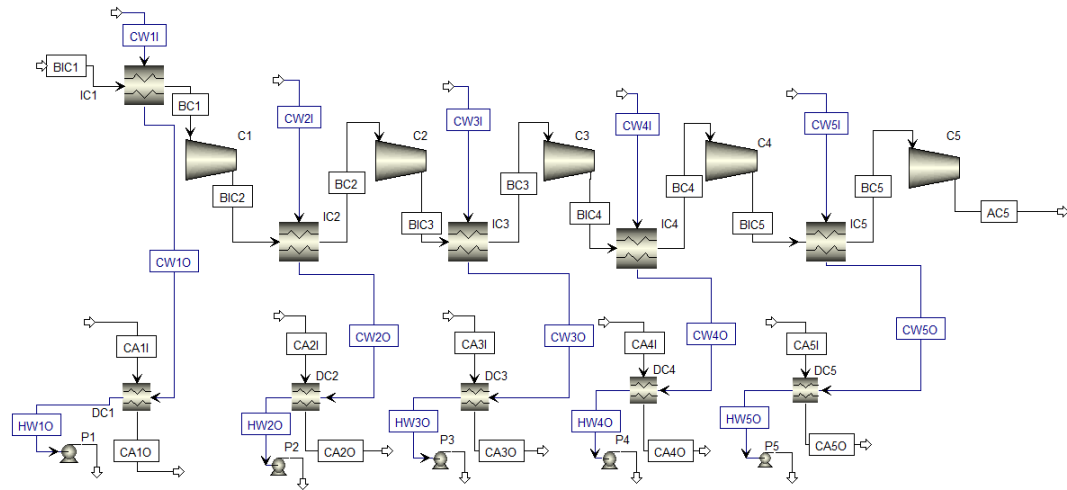 CW1I
BIC1
IC1
BC1
C1
CW2I
C2
CW3I
C3
CW4I
C4
CW5I
C5
BIC2
BC2
IC2
BIC3
BC3
IC3
BIC4
BC4
IC4
BIC5
BC5
IC5
AC5
CW1O
CW2O
CW3O
CW4O
CW5O
CA1I
CA2I
CA3I
CA4I
CA5I
DC1
DC2
DC3
DC4
DC5
HW1O
HW2O
HW3O
HW4O
HW5O
P1
P2
P3
P4
P5
CA1O
CA2O
CA3O
CA4O
CA5O